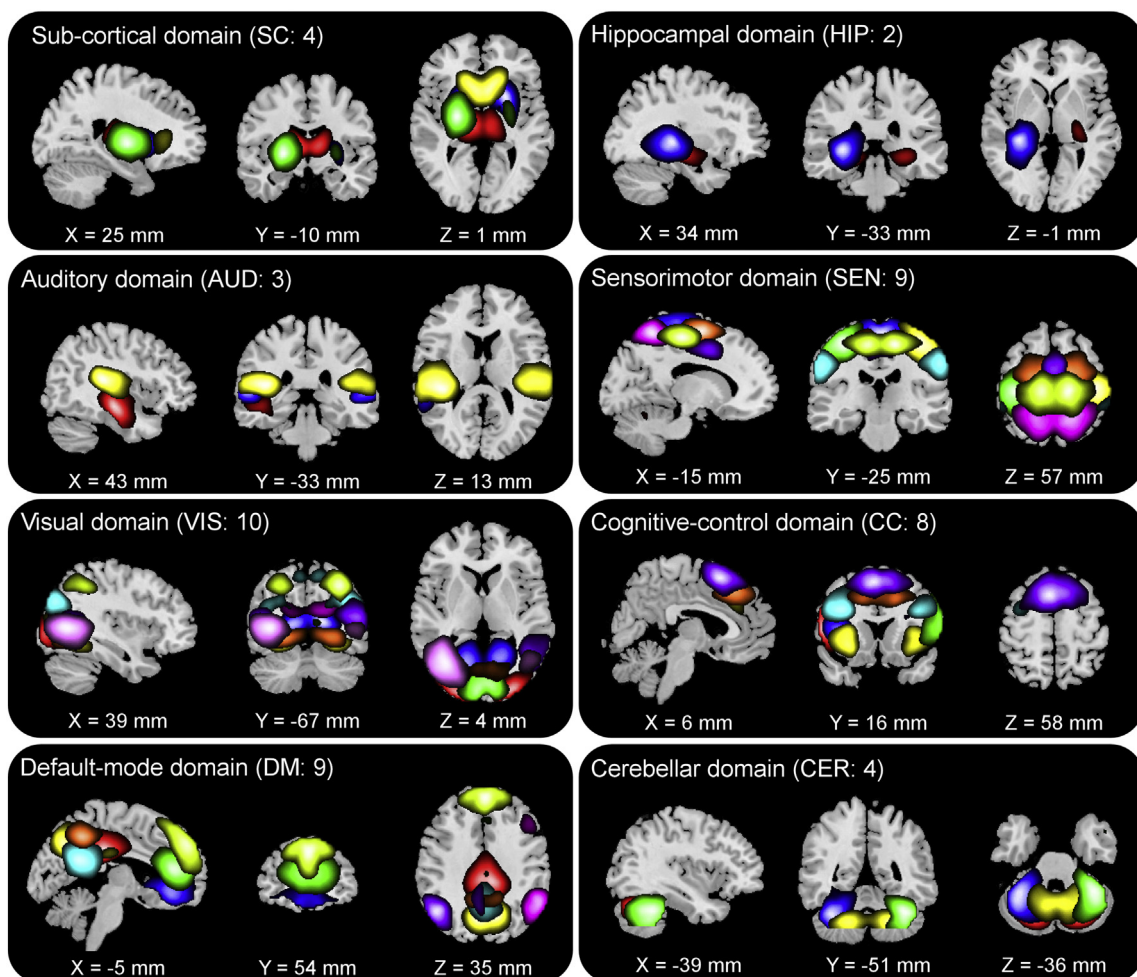 Sub-cortical domain (SC: 4)
X = 25 mm Y = -10 mm Z = 1 mm
Hippocampal domain (HIP: 2)
X = 34 mm Y = -33 mm Z = -1 mm
Auditory domain (AUD: 3)
X = 43 mm Y = -33 mm Z = 13 mm
Sensorimotor domain (SEN: 9)
X = -15 mm Y = -25 mm Z = 57 mm
Visual domain (VIS: 10)
X = 39 mm Y = -67 mm Z = 4 mm
Cognitive-control domain (CC: 8)
X = 6 mm Y = 16 mm Z = 58 mm
Default-mode domain (DM: 9)
X = -5 mm Y = 54 mm Z = 35 mm
Cerebellar domain (CER: 4)
X = -39 mm Y = -51 mm Z = -36 mm